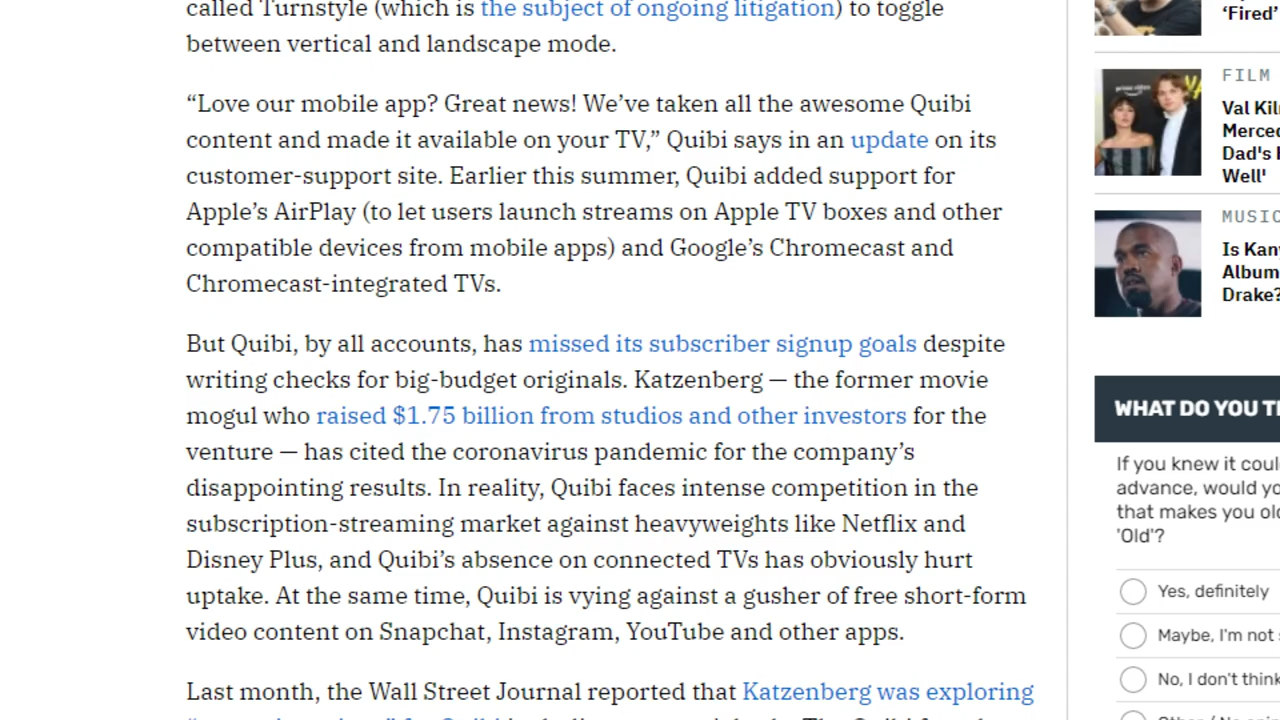 called Turnstyle (which is the subject of ongoing litigation) to toggle
between vertical and landscape mode.
“Love our mobile app? Great news! We’ve taken all the awesome Quibi
content and made it available on your TV,” Quibi says in an update on its
customer-support site. Earlier this summer, Quibi added support for
Apple’s AirPlay (to let users launch streams on Apple TV boxes and other
compatible devices from mobile apps) and Google’s Chromecast and
Chromecast-integrated TVs.
But Quibi, by all accounts, has missed its subscriber signup goals despite
writing checks for big-budget originals. Katzenberg — the former movie
mogul who raised $1.75 billion from studios and other investors for the
venture — has cited the coronavirus pandemic for the company’s
disappointing results. In reality, Quibi faces intense competition in the
subscription-streaming market against heavyweights like Netflix and
Disney Plus, and Quibi’s absence on connected TVs has obviously hurt
uptake. At the same time, Quibi is vying against a gusher of free short-form
video content on Snapchat, Instagram, YouTube and other apps.
Last month, the Wall Street Journal reported that Katzenberg was exploring
‘Fired’
FILM
Val
Dad's
Well'
MUSIC
Is
Album
Drake?
WHAT DO YOU
If you knew it
advance, would
that makes you
'Old'?
Yes, definitely
Maybe, I'm not
No, I don't think